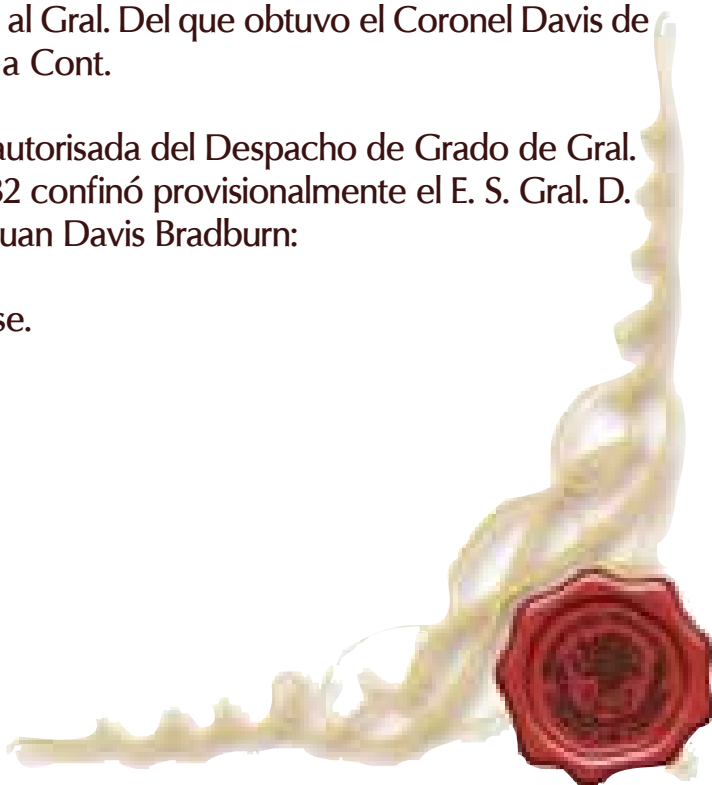 al Gral. Del que obtuvo el Coronel Davis de
a Cont.
autorisada del Despacho de Grado de Gral.
32 confinó provisionalmente el E. S. Gral. D.
uan Davis Bradburn:
se.